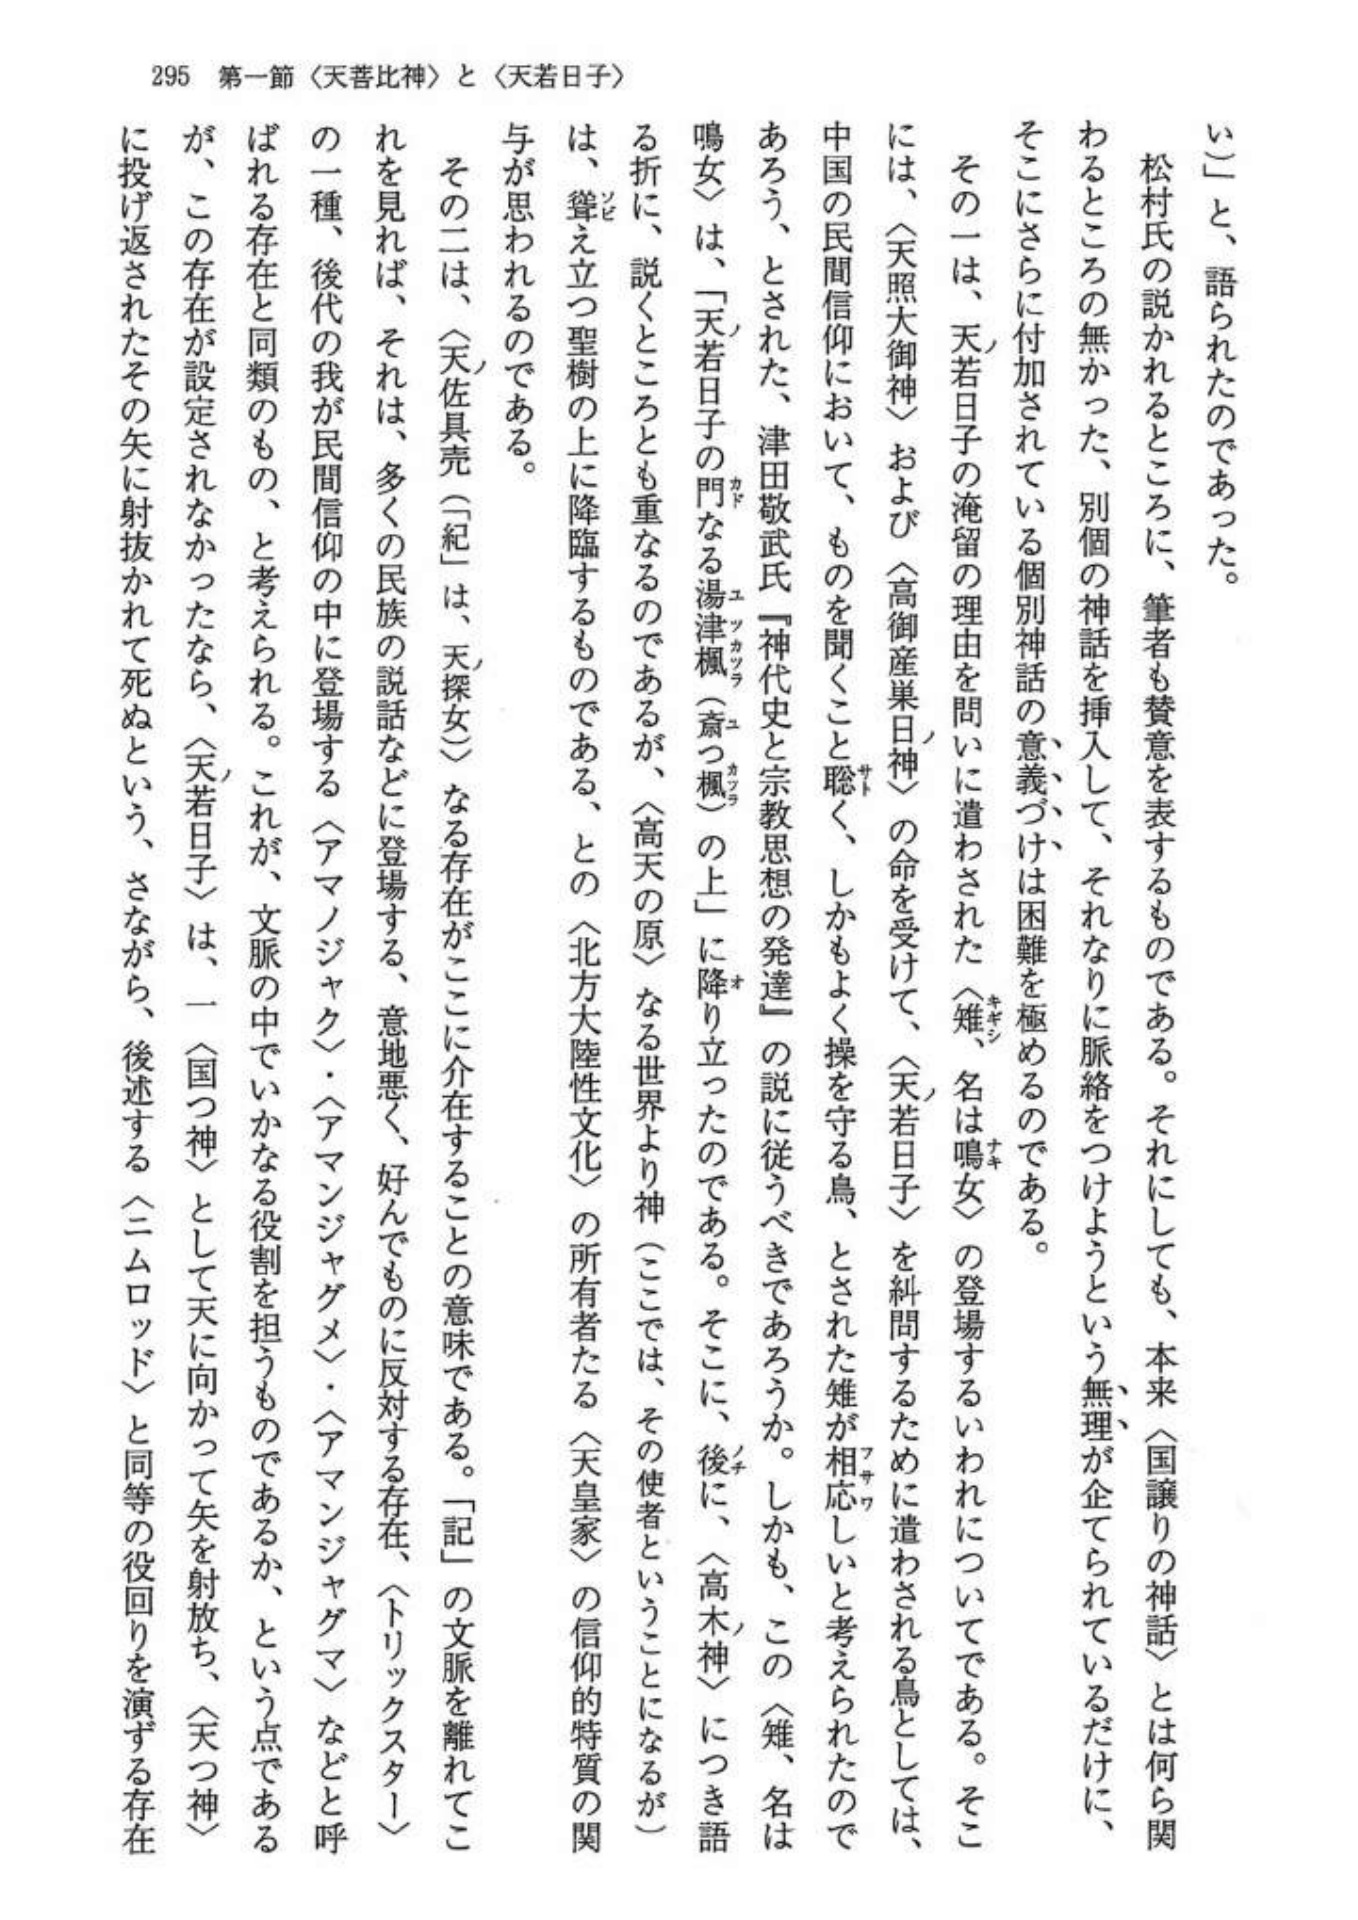 295　第一節〈天善比神〉と〈天若日子〉
い）」と、語られたのであった。
　松村氏の説かれるところに、筆者も賛意を表するものである。それにしても、本来〈国譲りの神話〉とは何ら関
わるところの無かった、別個の神話を挿入して、それなりに脈絡をつけようという無理が企てられているだけに、
そこにさらに付加されている個別神話の意義づけは困難を極めるのである。
　その一は、天ノ若日子の淹留の理由を問いに遣わされた〈雉キギシ、名は鳴ナキ女〉の登場するいわれについてである。そこ
には、〈天照大御神〉および〈高御産巣日ノ神〉の命を受けて、〈天ノ若日子〉を糾問するために遣わされる鳥としては、
中国の民間信仰において、ものを聞くこと聡サトく、しかもよく操を守る鳥、とされた雉が相応フサワしいと考えられたので
あろう、とされた、津田敬武氏『神代史と宗教思想の発達』の説に従うべきであろうか。しかも、この〈雉、名は
鳴女〉は、「天ノ若日子の門カドなる湯津楓ユツカツラ（斎ユつ楓カツラ）の上」に降オり立ったのである。そこに、後ノチに、〈高木ノ神〉につき語
る折に、説くところとも重なるのであるが、〈高天の原〉なる世界より神（ここでは、その使者ということになるが）
は、聳ソビえ立つ聖樹の上に降臨するものである、との〈北方大陸性文化〉の所有者たる〈天皇家〉の信仰的特質の関
与が思われるのである。
　その二は、〈天ノ佐具売（「紀」は、天ノ探女）〉なる存在がここに介在することの意味である。「記」の文脈を離れてこ
れを見れば、それは、多くの民族の説話などに登場する、意地悪く、好んでものに反対する存在、〈トリックスター〉
の一種、後代の我が民間信仰の中に登場する〈アマノジャク〉・〈アマンジャグメ〉・〈アマンジャグマ〉などと呼
ばれる存在と同類のもの、と考えられる。これが、文脈の中でいかなる役割を担うものであるか、という点である
が、この存在が設定されなかったなら、〈天ノ若日子〉は、一〈国つ神〉として天に向かって矢を射放ち、〈天つ神〉
に投げ返されたその矢に射抜かれて死ぬという、さながら、後述する〈ニムロッド〉と同等の役回りを演ずる存在